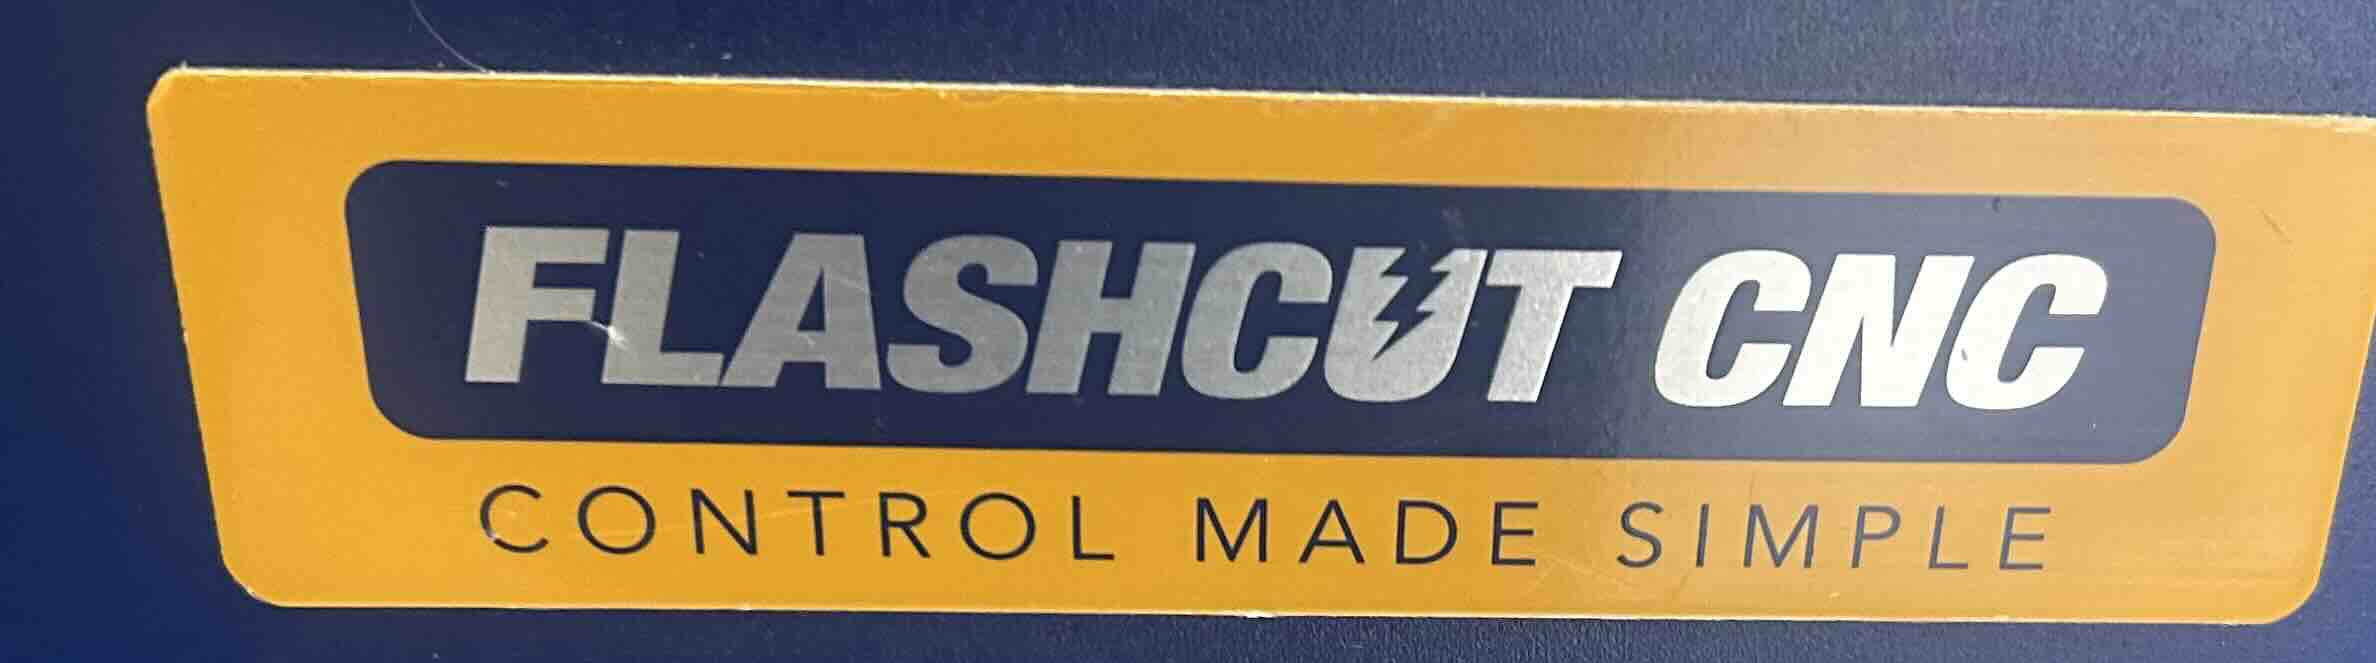 FLASHCUT CNC
CONTROL MADE SIMPLE